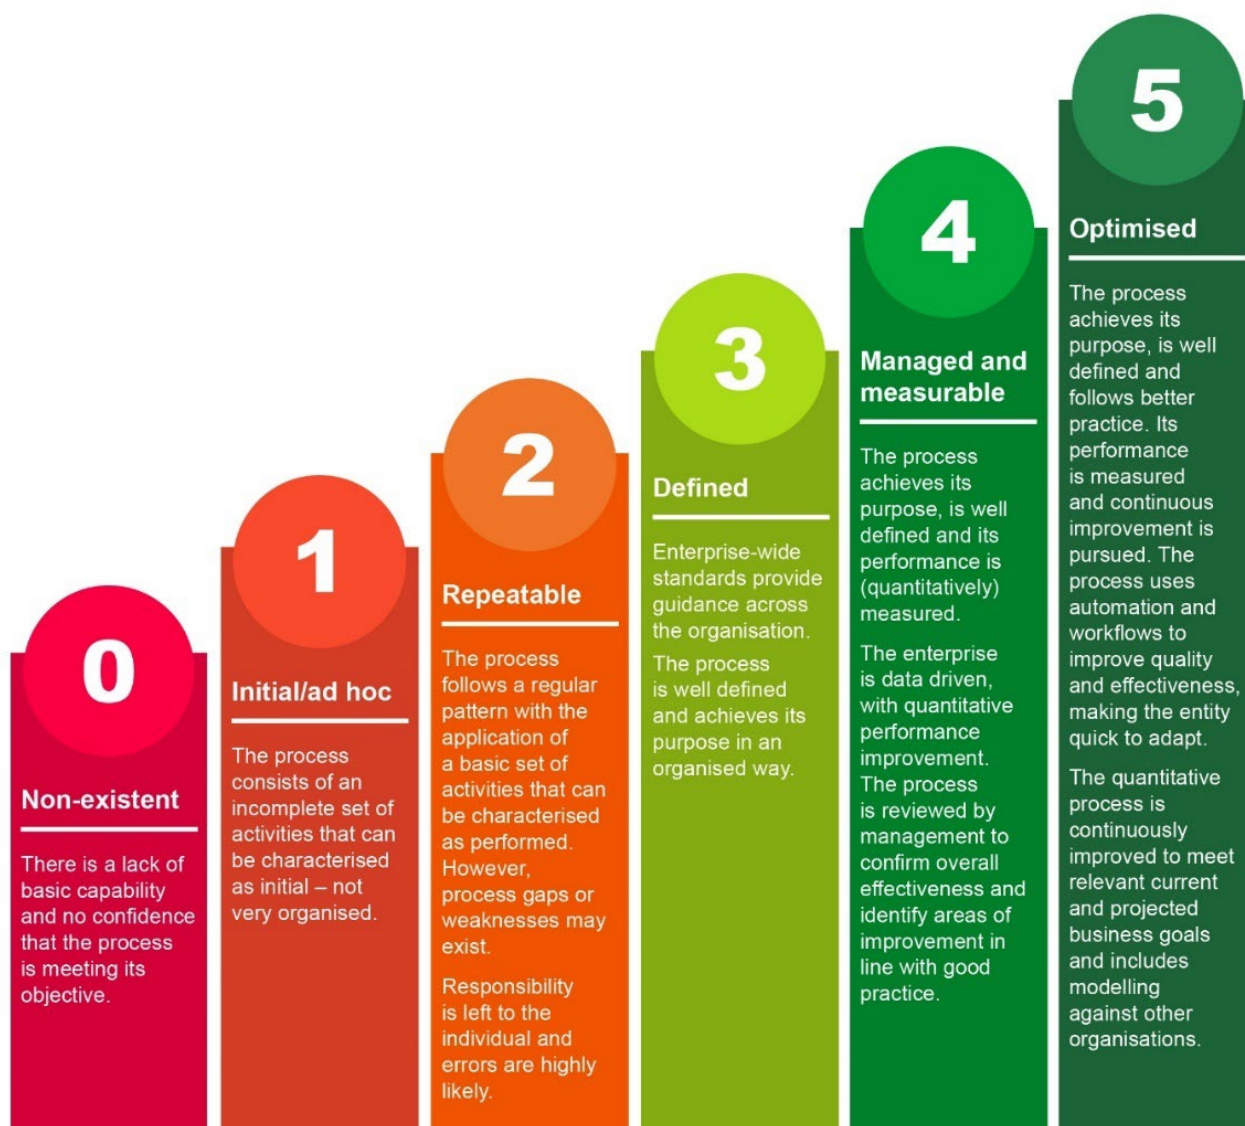 0
Non-existent
There is a lack of
basic capability
and no confidence
that the process
is meeting its
objective.
1
Initial/ad hoc
The process
consists of an
incomplete set of
activities that can
be characterised
as initial – not
very organised.
2
Repeatable
The process
follows a regular
pattern with the
application of
a basic set of
activities that can
be characterised
as performed.
However,
process gaps or
weaknesses may
exist.
Responsibility
is left to the
individual and
errors are highly
likely.
3
Defined
Enterprise-wide
standards provide
guidance across
the organisation.
The process
is well defined
and achieves its
purpose in an
organised way.
4
Managed and
measurable
The process
achieves its
purpose, is well
defined and its
performance is
(quantitatively)
measured.
The enterprise
is data driven,
with quantitative
performance
improvement.
The process
is reviewed by
management to
confirm overall
effectiveness and
identify areas of
improvement in
line with good
practice.
5
Optimised
The process
achieves its
purpose, is well
defined and
follows better
practice. Its
performance
is measured
and continuous
improvement is
pursued. The
process uses
automation and
workflows to
improve quality
and effectiveness,
making the entity
quick to adapt.
The quantitative
process is
continuously
improved to meet
relevant current
and projected
business goals
and includes
modelling
against other
organisations.